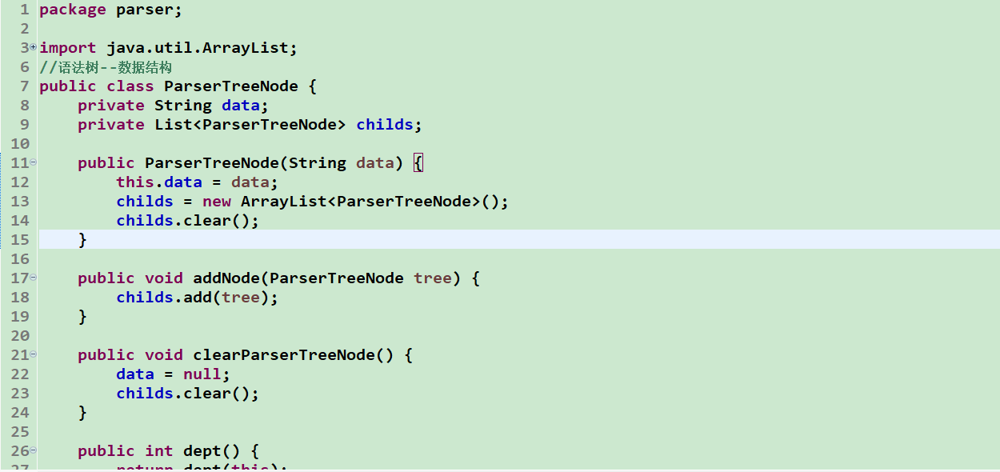 1 package parser;
2
3 import java.util.ArrayList;
6 //语法树--数据结构
7 public class ParserTreeNode {
8     private String data;
9     private List<ParserTreeNode> childs;
10
11     public ParserTreeNode(String data) {
12         this.data = data;
13         childs = new ArrayList<ParserTreeNode>();
14         childs.clear();
15     }
16
17     public void addNode(ParserTreeNode tree) {
18         childs.add(tree);
19     }
20
21     public void clearParserTreeNode() {
22         data = null;
23         childs.clear();
24     }
25
26     public int dept() {
27         return dept(this);